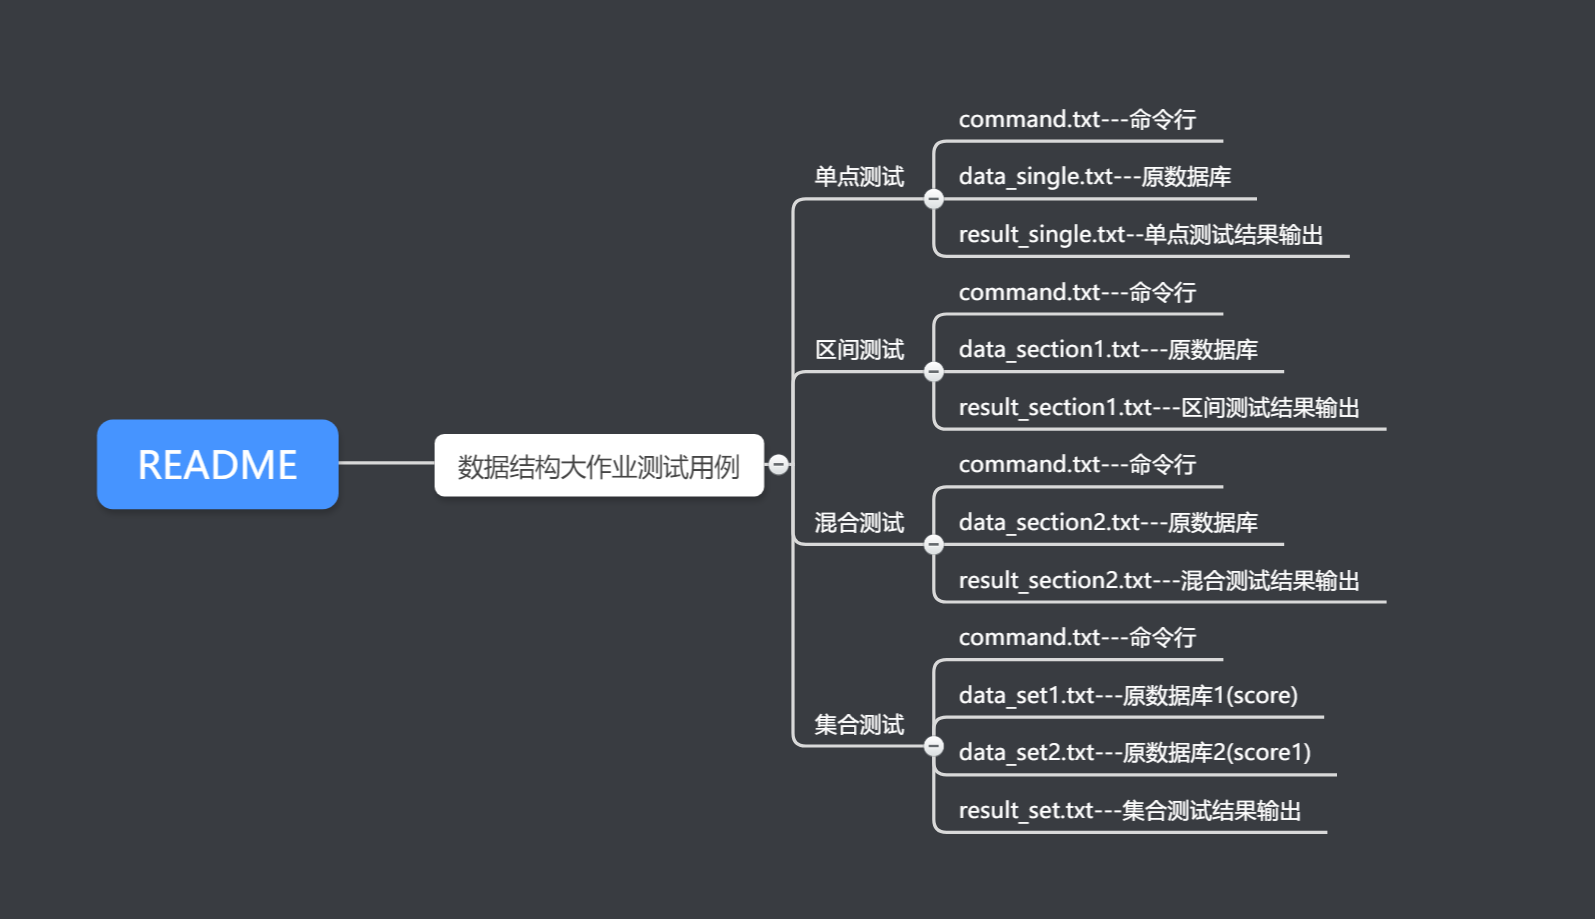 README
数据结构大作业测试用例
单点测试
command.txt---命令行
data_single.txt---原数据库
result_single.txt--单点测试结果输出
区间测试
command.txt---命令行
data_section1.txt---原数据库
result_section1.txt---区间测试结果输出
混合测试
command.txt---命令行
data_section2.txt---原数据库
result_section2.txt---混合测试结果输出
集合测试
command.txt---命令行
data_set1.txt---原数据库1(score)
data_set2.txt---原数据库2(score1)
result_set.txt---集合测试结果输出